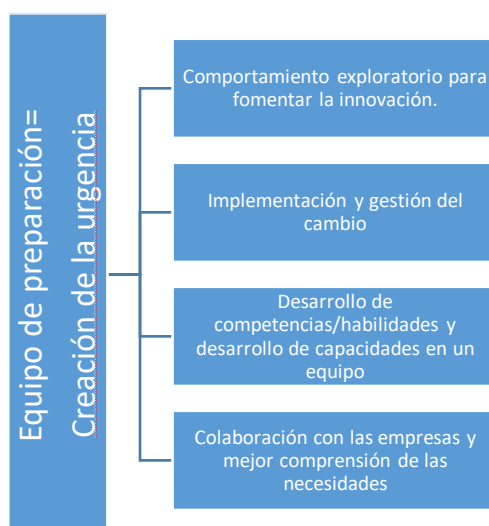 Equipo de preparación=
Creación de la urgencia
Comportamiento exploratorio para
fomentar la innovación.
Implementación y gestión del
cambio
Desarrollo de
competencias/habilidades y
desarrollo de capacidades en un
equipo
Colaboración con las empresas y
mejor comprensión de las
necesidades